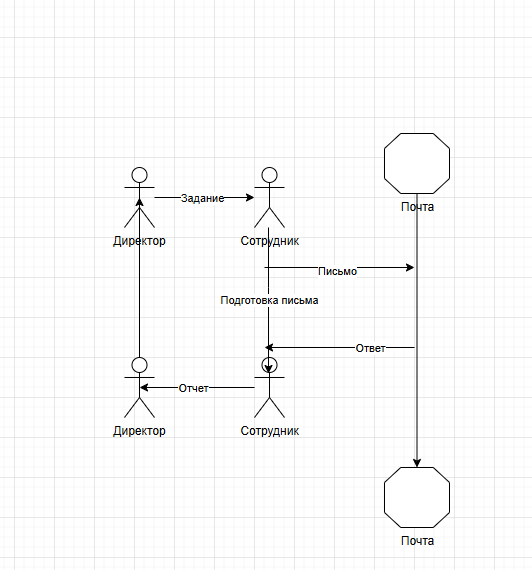 Задание
Почта
Директор
Сотрудник
Письмо
Подготовка письма
Ответ
Отчет
Директор
Сотрудник
Почта